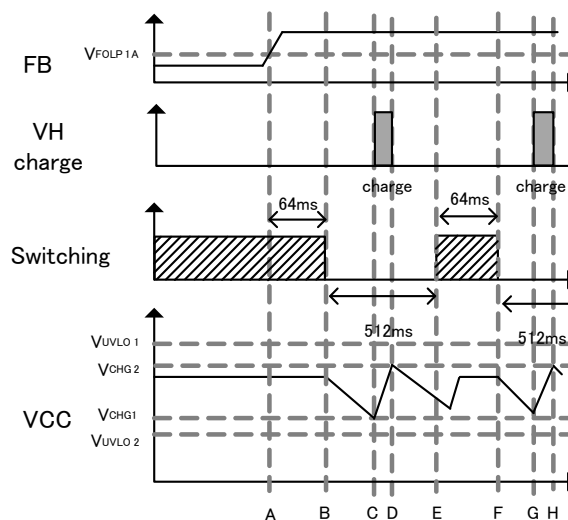 VFOLP1A
FB
VH
charge
charge
charge
64ms
64ms
Switching
512ms
512ms
VUVLO1
VCHG2
VCHG1
VUVLO2
VCC
A B C D E F G H